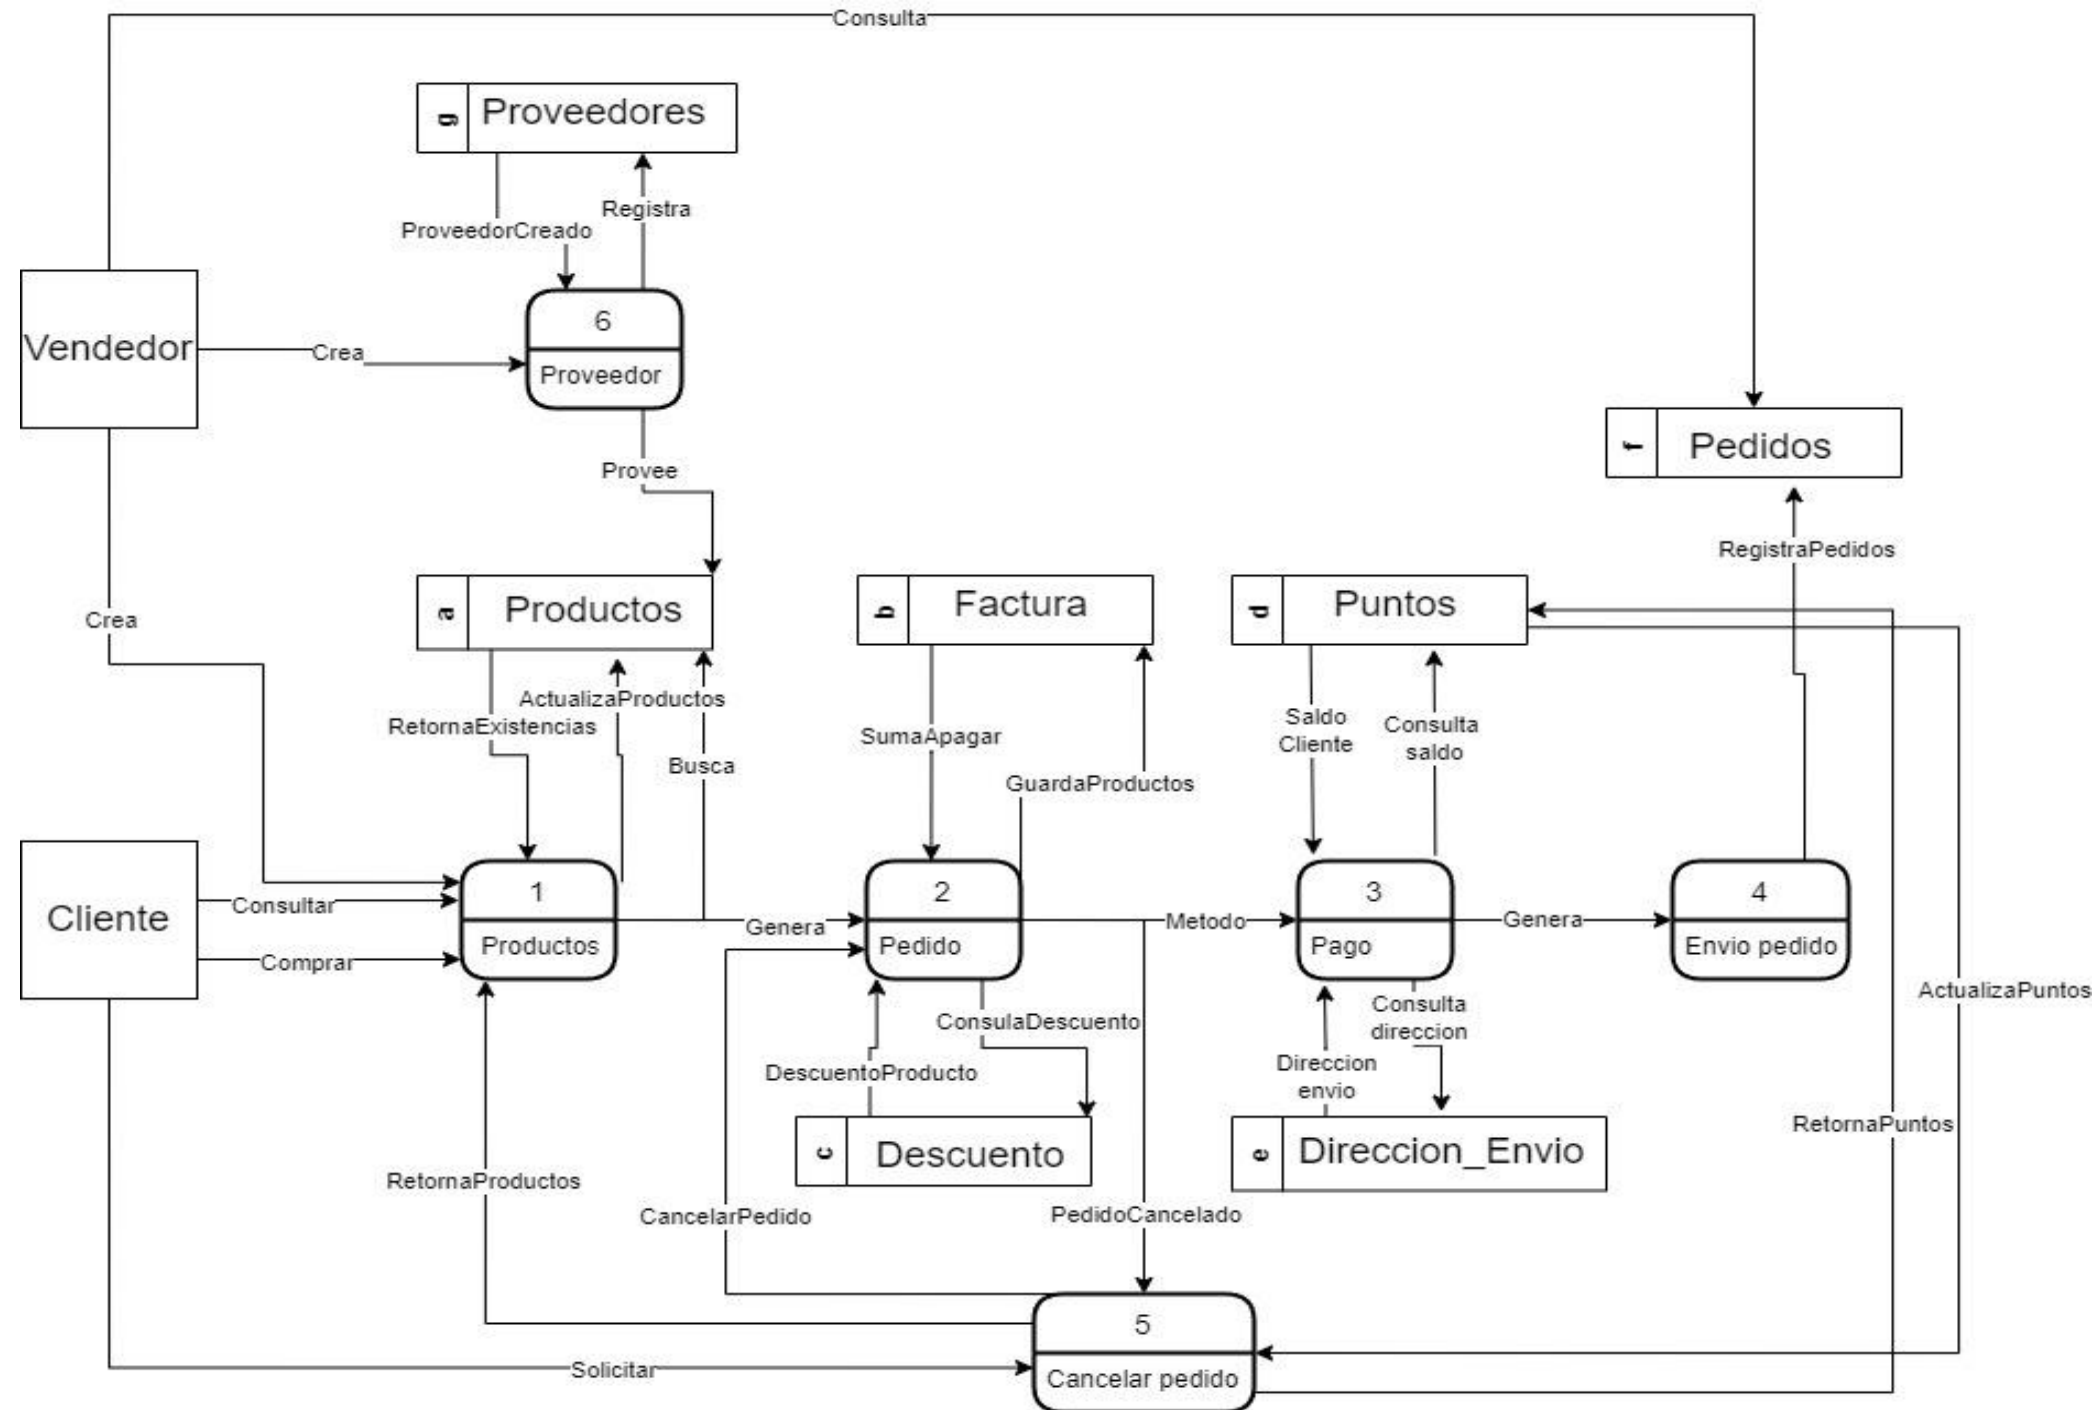 Consulta
g
Proveedores
Registra
ProveedorCreado
6
Vendedor
Crea
Proveedor
f
Pedidos
Provee
RegistraPedidos
a
Productos
b
Factura
d
Puntos
Crea
ActualizaProductos
RetornaExistencias
Saldo
Cliente
Consulta
saldo
SumaApagar
Busca
GuardaProductos
1
2
3
4
Consultar
Cliente
Genera
Metodo
Genera
Productos
Pedido
Pago
Envio pedido
Comprar
ActualizaPuntos
Consulta
direccion
ConsulaDescuento
DescuentoProducto
Direccion
envio
RetornaPuntos
c
Descuento
e
Direccion_Envio
RetornaProductos
CancelarPedido
PedidoCancelado
5
Solicitar
Cancelar pedido